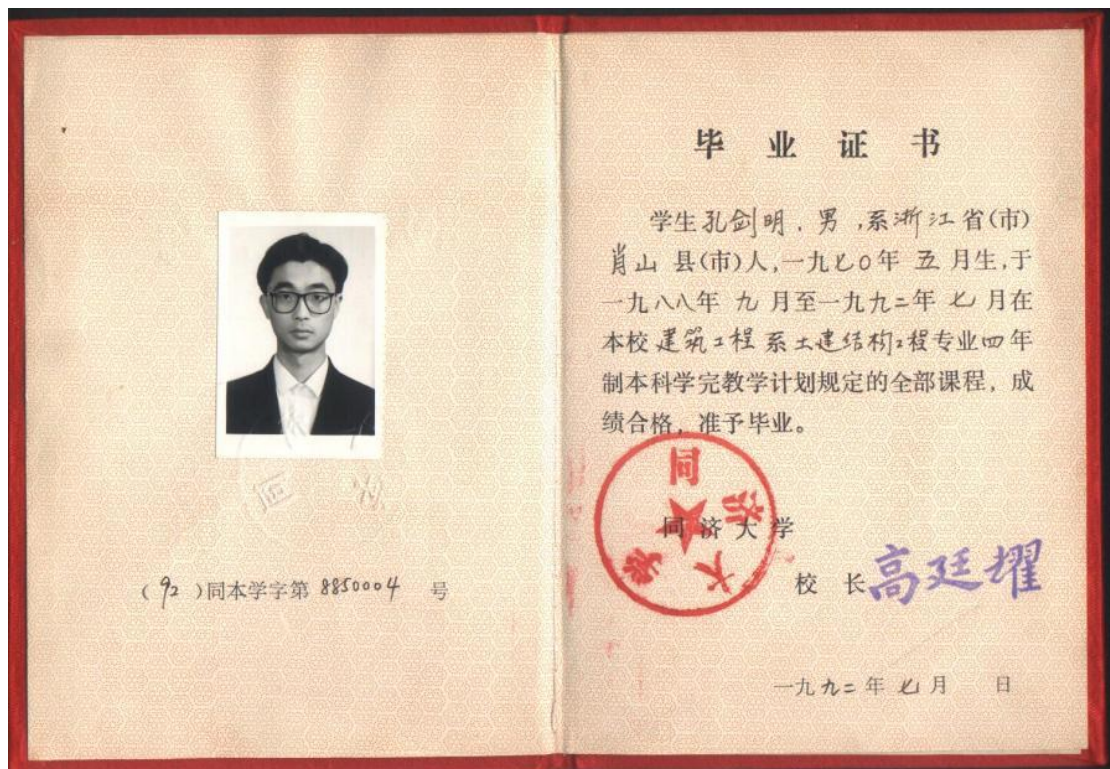 (92)同本学字第8850004号
毕业证书
学生孔剑明,男,系浙江省(市)
肖山县(市)人,一九七0年五月生,于
一九八八年九月至一九九二年七月在
本校建筑工程系土建结构工程专业四年
制本科学完教学计划规定的全部课程,成
绩合格,准予毕业。
同济大学
同济大学
校长高廷耀
一九九二年七月 日